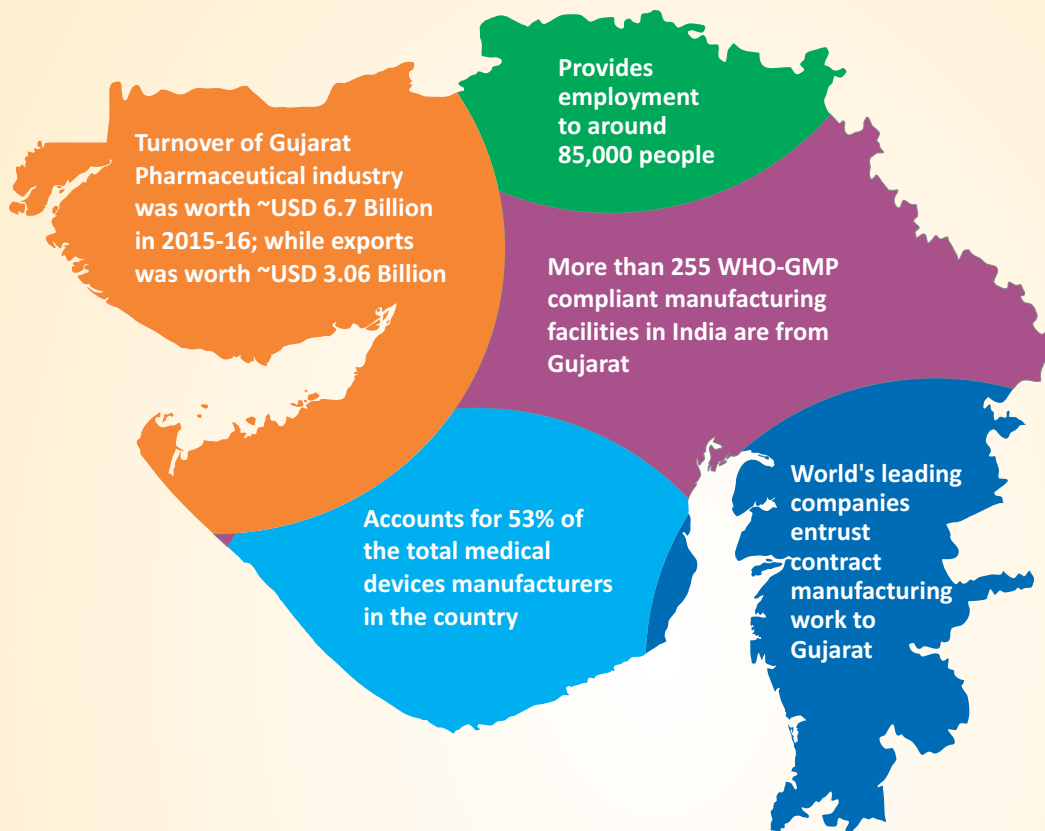 Provides
employment
to around
85,000 people
Turnover of Gujarat
Pharmaceutical industry
was worth ~USD 6.7 Billion
in 2015-16; while exports
was worth ~USD 3.06 Billion
More than 255 WHO-GMP
compliant manufacturing
facilities in India are from
Gujarat
Accounts for 53% of
the total medical
devices manufacturers
in the country
World's leading
companies
entrust
contract
manufacturing
work to
Gujarat